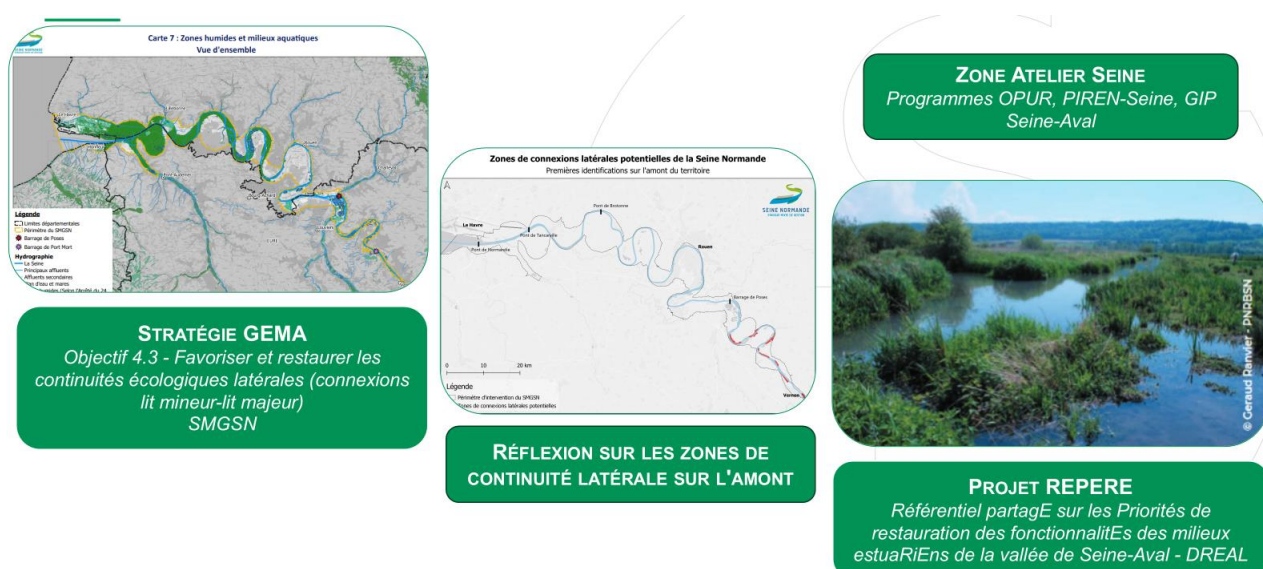 Carte 7 : Zones humides et milieux aquatiques
Vue d'ensemble
Légende
Limites départementales
Périmètre du SMGSN
Barrage de Poses
Barrage de Port Mort
Hydrographie
La Seine
Principaux affluents
Affluents secondaires
STRATÉGIE GEMA
Objectif 4.3 - Favoriser et restaurer les
continuités écologiques latérales (connexions
lit mineur-lit majeur)
SMGSN
Zones de connexions latérales potentielles de la Seine Normande
Premières identifications sur l'amont du territoire
SEINE NORMANDE
Le Havre
Pont de Normandie
Pont de Tancarville
Pont de Brotonne
Rouen
Barrage de Poses
Vernon
0 10 20 km
Légende
Périmètre d'intervention du SMGSN
zones de connexions latérales potentielles
RÉFLEXION SUR LES ZONES DE
CONTINUITÉ LATÉRALE SUR L'AMONT
ZONE ATELIER SEINE
Programmes OPUR, PIREN-Seine, GIP
Seine-Aval
© Geraud Ranvier - PNRBSN
PROJET REPERE
Référentiel partagE sur les Priorités de
restauration des fonctionnalitEs des milieux
estuaRiEns de la vallée de Seine-Aval - DREAL